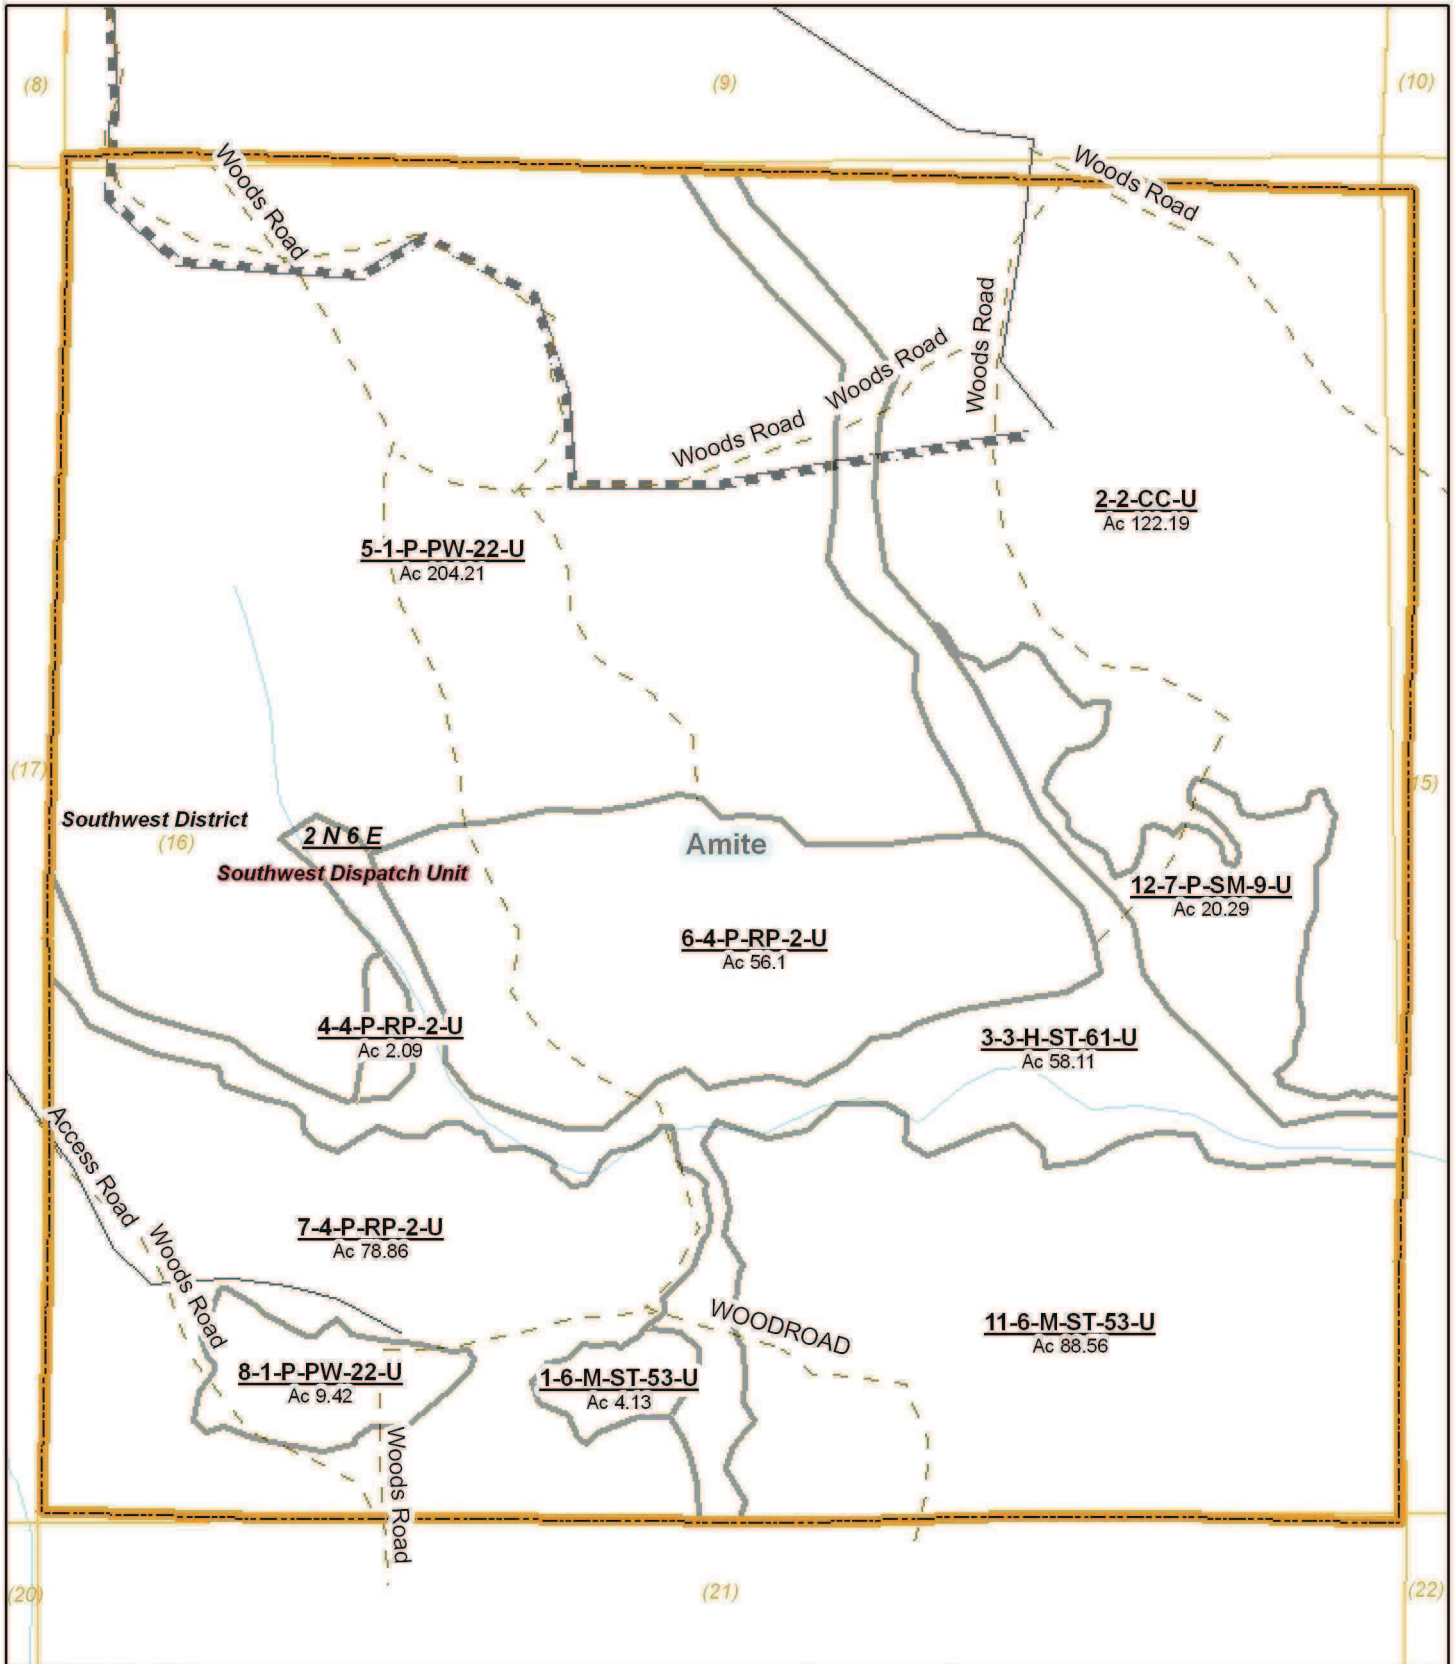 (8)
(9)
(10)
Woods Road
Woods Road
Woods Road
Woods Road
Woods Road
2-2-CC-U
Ac 122.19
5-1-P-PW-22-U
Ac 204.21
(17)
15)
Southwest District
(16)
2 N 6 E
Amite
Southwest Dispatch Unit
12-7-P-SM-9-U
Ac 20.29
6-4-P-RP-2-U
Ac 56.1
4-4-P-RP-2-U
Ac 2.09
3-3-H-ST-61-U
Ac 58.11
Access Road
7-4-P-RP-2-U
Ac 78.86
Woods Road
WOODROAD
11-6-M-ST-53-U
Ac 88.56
8-1-P-PW-22-U
Ac 9.42
1-6-M-ST-53-U
Ac 4.13
Woods Road
(20)
(21)
(22)